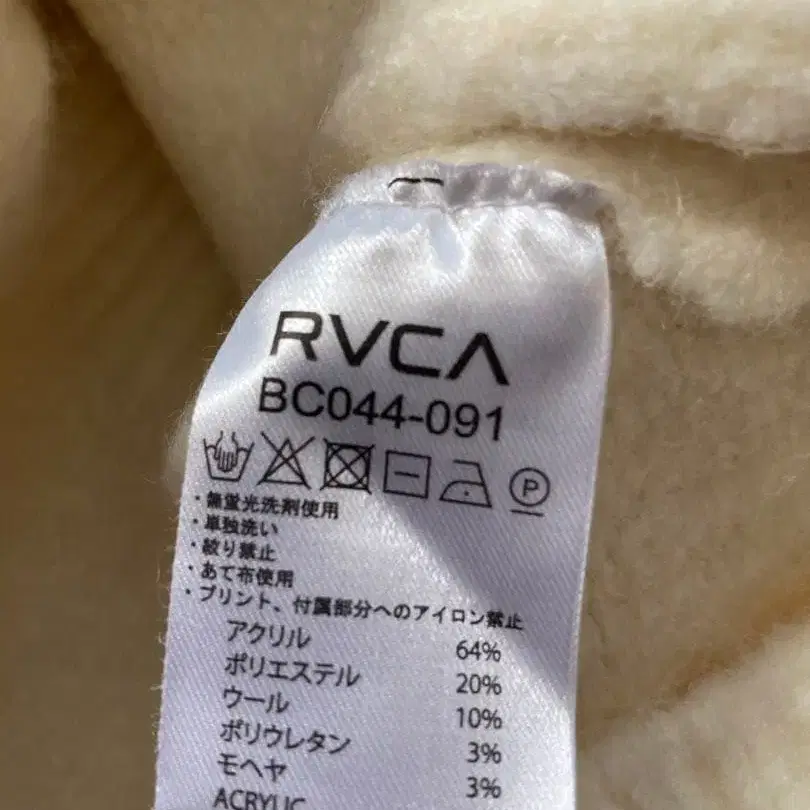 RVCA
BC044-091
P
・無蛍光洗剤使用
・単独洗い
・絞り禁止
・あて布使用
・プリント、付属部分へのアイロン禁止
アクリル 64%
ポリエステル 20%
ウール 10%
ポリウレタン 3%
モヘヤ 3%
ACRYLIC